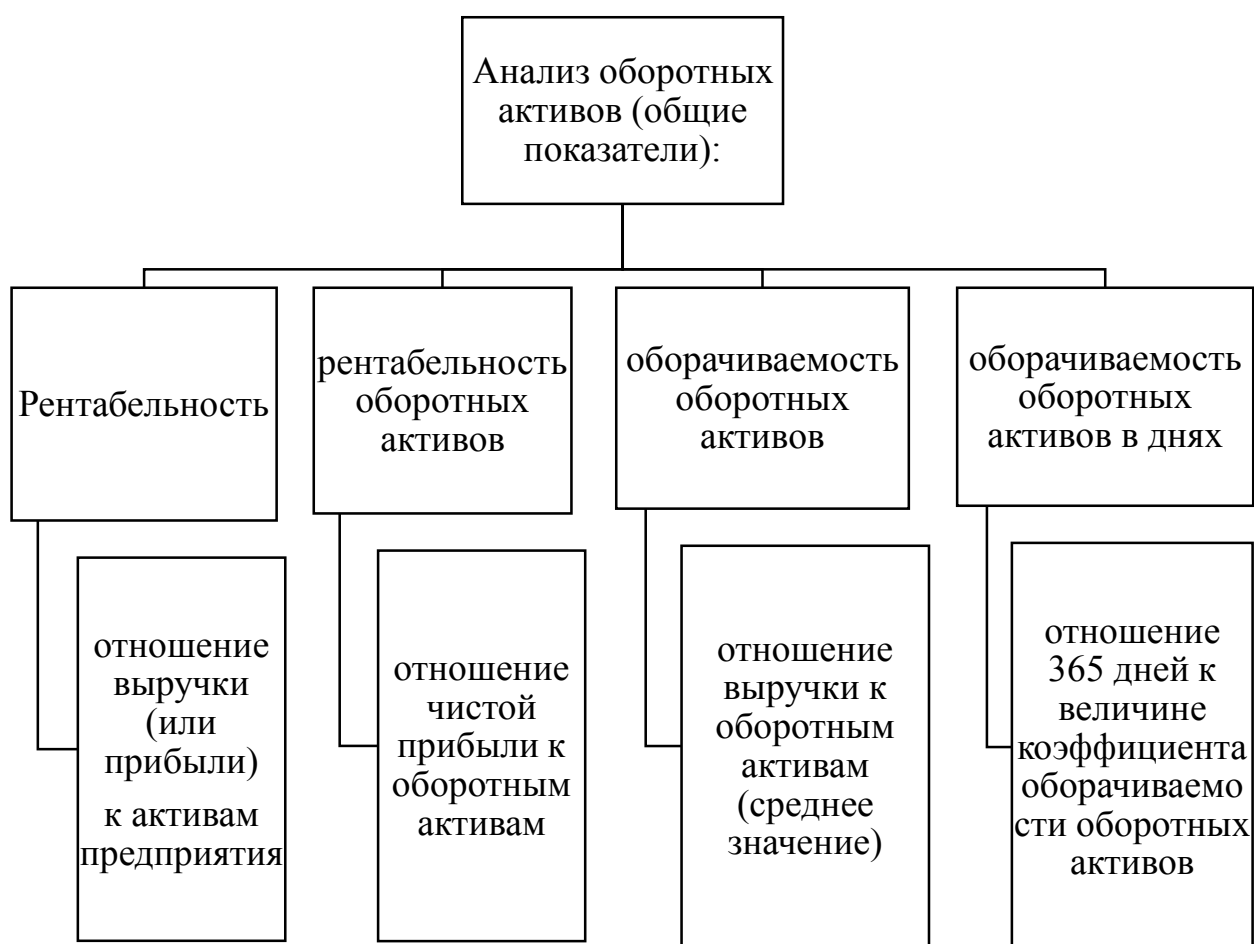 Анализ оборотных
активов (общие
показатели):
Рентабельность
рентабельность
оборотных
активов
оборачиваемость
оборотных
активов
оборачиваемость
оборотных
активов в днях
отношение
выручки
(или
прибыли)
к активам
предприятия
отношение
чистой
прибыли к
оборотным
активам
отношение
выручки к
оборотным
активам
(среднее
значение)
отношение
365 дней к
величине
коэффициента
оборачиваемо
сти оборотных
активов